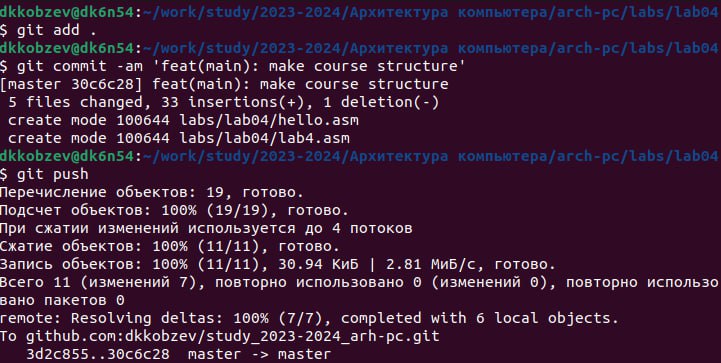 dkkobzev@dk6n54:~/work/study/2023-2024/Архитектура компьютера/arch-pc/labs/lab04
$ git add .
dkkobzev@dk6n54:~/work/study/2023-2024/Архитектура компьютера/arch-pc/labs/lab04
$ git commit -am 'feat(main): make course structure'
[master 30c6c28] feat(main): make course structure
 5 files changed, 33 insertions(+), 1 deletion(-)
 create mode 100644 labs/lab04/hello.asm
 create mode 100644 labs/lab04/lab4.asm
dkkobzev@dk6n54:~/work/study/2023-2024/Архитектура компьютера/arch-pc/labs/lab04
$ git push
Перечисление объектов: 19, готово.
Подсчет объектов: 100% (19/19), готово.
При сжатии изменений используется до 4 потоков
Сжатие объектов: 100% (11/11), готово.
Запись объектов: 100% (11/11), 30.94 КиБ | 2.81 МиБ/с, готово.
Всего 11 (изменений 7), повторно использовано 0 (изменений 0), повторно использо
вано пакетов 0
remote: Resolving deltas: 100% (7/7), completed with 6 local objects.
To github.com:dkkobzev/study_2023-2024_arh-pc.git
   3d2c855..30c6c28  master -> master